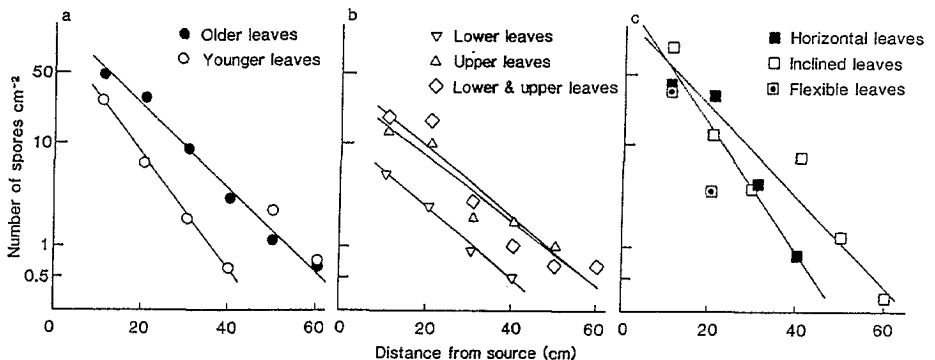 a
Older leaves
Younger leaves
50
10
1
0.5
0 20 40 60
Number of spores cm⁻²
b
Lower leaves
Upper leaves
Lower & upper leaves
0 20 40 60
Distance from source (cm)
c
Horizontal leaves
Inclined leaves
Flexible leaves
0 20 40 60